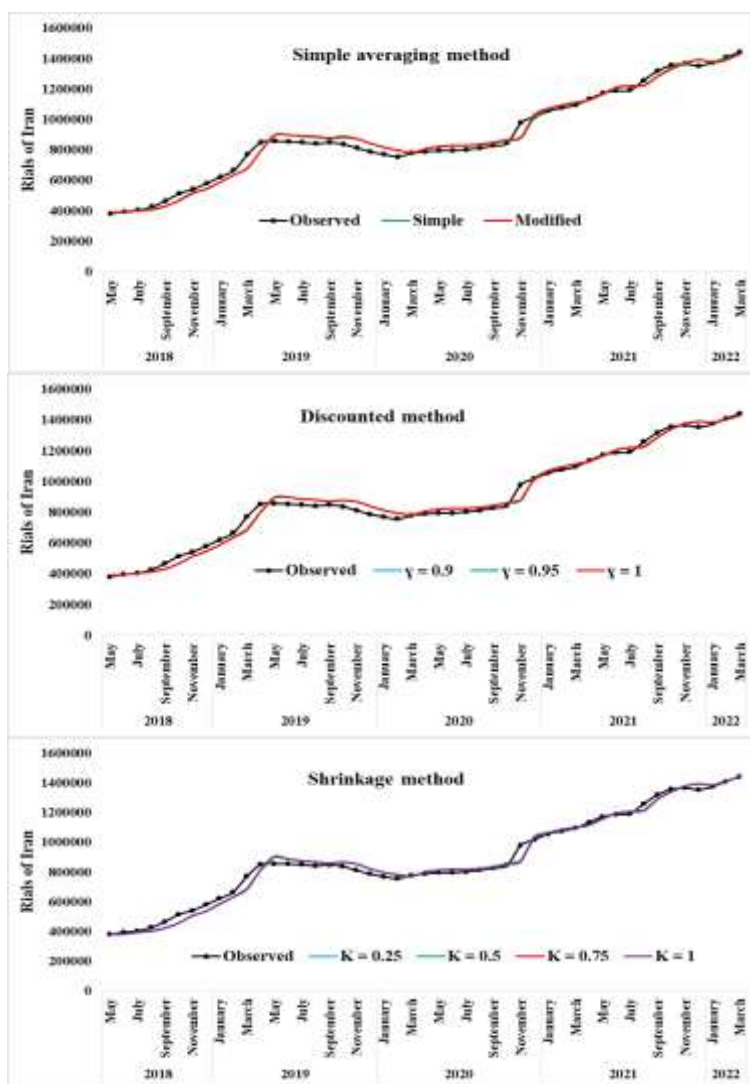 Simple averaging method
Rials of Iran
1600000
1400000
1200000
1000000
800000
600000
400000
200000
0
Observed Simple Modified
May July September November January March May July September November January March May July September November January March May July September November January March
2018 2019 2020 2021 2022
Discounted method
Rials of Iran
1600000
1400000
1200000
1000000
800000
600000
400000
200000
0
Observed γ = 0.9 γ = 0.95 γ = 1
May July September November January March May July September November January March May July September November January March May July September November January March
2018 2019 2020 2021 2022
Shrinkage method
Rials of Iran
1600000
1400000
1200000
1000000
800000
600000
400000
200000
0
Observed K = 0.25 K = 0.5 K = 0.75 K = 1
May July September November January March May July September November January March May July September November January March May July September November January March
2018 2019 2020 2021 2022